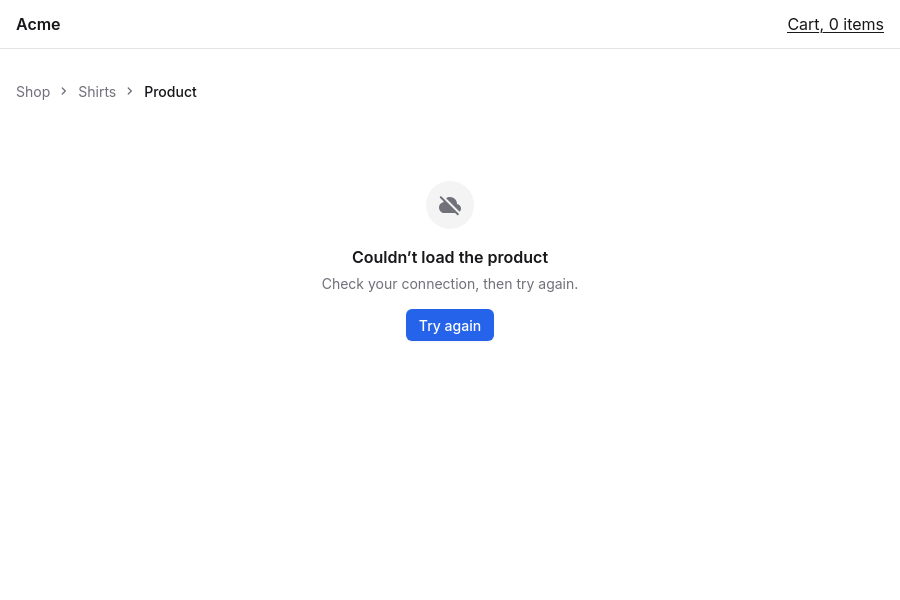 Acme
Cart, 0 items
Shop
Shirts
Product
Couldn’t load the product
Check your connection, then try again.
Try again